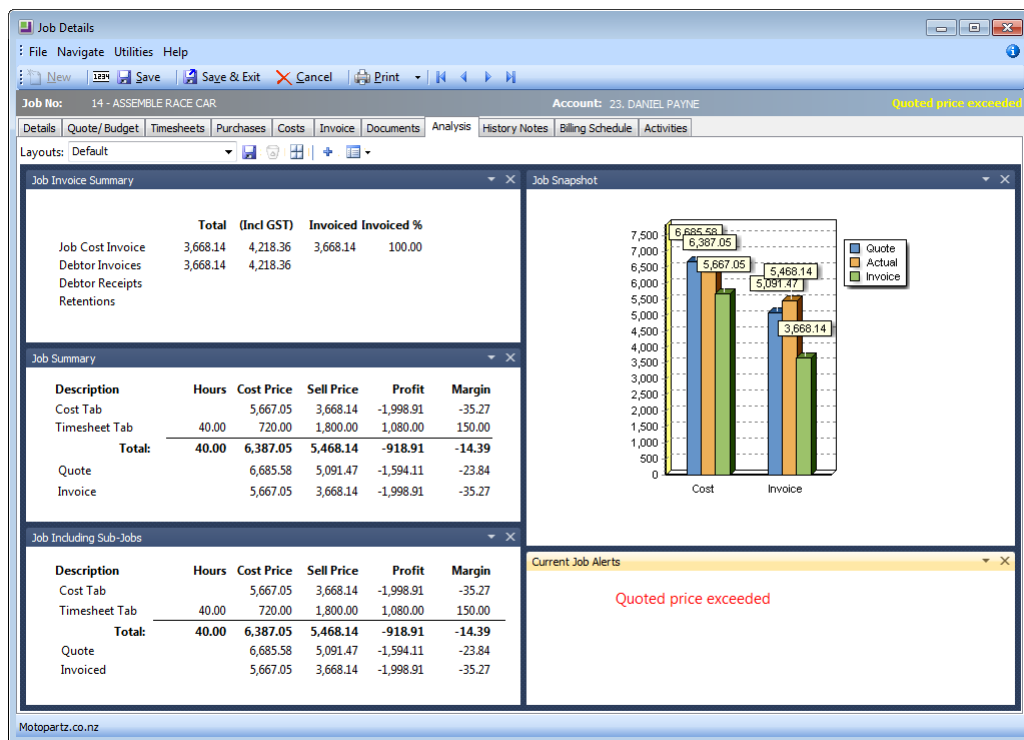 Job Details
File Navigate Utilities Help
New 1234 Save Save & Exit Cancel Print
Job No: 14 - ASSEMBLE RACE CAR Account: 23. DANIEL PAYNE Quoted price exceeded
Details Quote/Budget Timesheets Purchases Costs Invoice Documents Analysis History Notes Billing Schedule Activities
Layouts: Default
Job Invoice Summary
Total (Incl GST) Invoiced Invoiced %
Job Cost Invoice 3,668.14 4,218.36 3,668.14 100.00
Debtor Invoices 3,668.14 4,218.36
Debtor Receipts
Retentions
Job Summary
Description Hours Cost Price Sell Price Profit Margin
Cost Tab 5,667.05 3,668.14 -1,998.91 -35.27
Timesheet Tab 40.00 720.00 1,800.00 1,080.00 150.00
Total: 40.00 6,387.05 5,468.14 -918.91 -14.39
Quote 6,685.58 5,091.47 -1,594.11 -23.84
Invoice 5,667.05 3,668.14 -1,998.91 -35.27
Job Including Sub-Jobs
Description Hours Cost Price Sell Price Profit Margin
Cost Tab 5,667.05 3,668.14 -1,998.91 -35.27
Timesheet Tab 40.00 720.00 1,800.00 1,080.00 150.00
Total: 40.00 6,387.05 5,468.14 -918.91 -14.39
Quote 6,685.58 5,091.47 -1,594.11 -23.84
Invoiced 5,667.05 3,668.14 -1,998.91 -35.27
Job Snapshot
7,500
7,000
6,500
6,000
5,500
5,000
4,500
4,000
3,500
3,000
2,500
2,000
1,500
1,000
500
0
6,685.58
6,387.05
5,667.05
5,468.14
5,091.47
3,668.14
Cost Invoice
Quote
Actual
Invoice
Current Job Alerts
Quoted price exceeded
Motopartz.co.nz